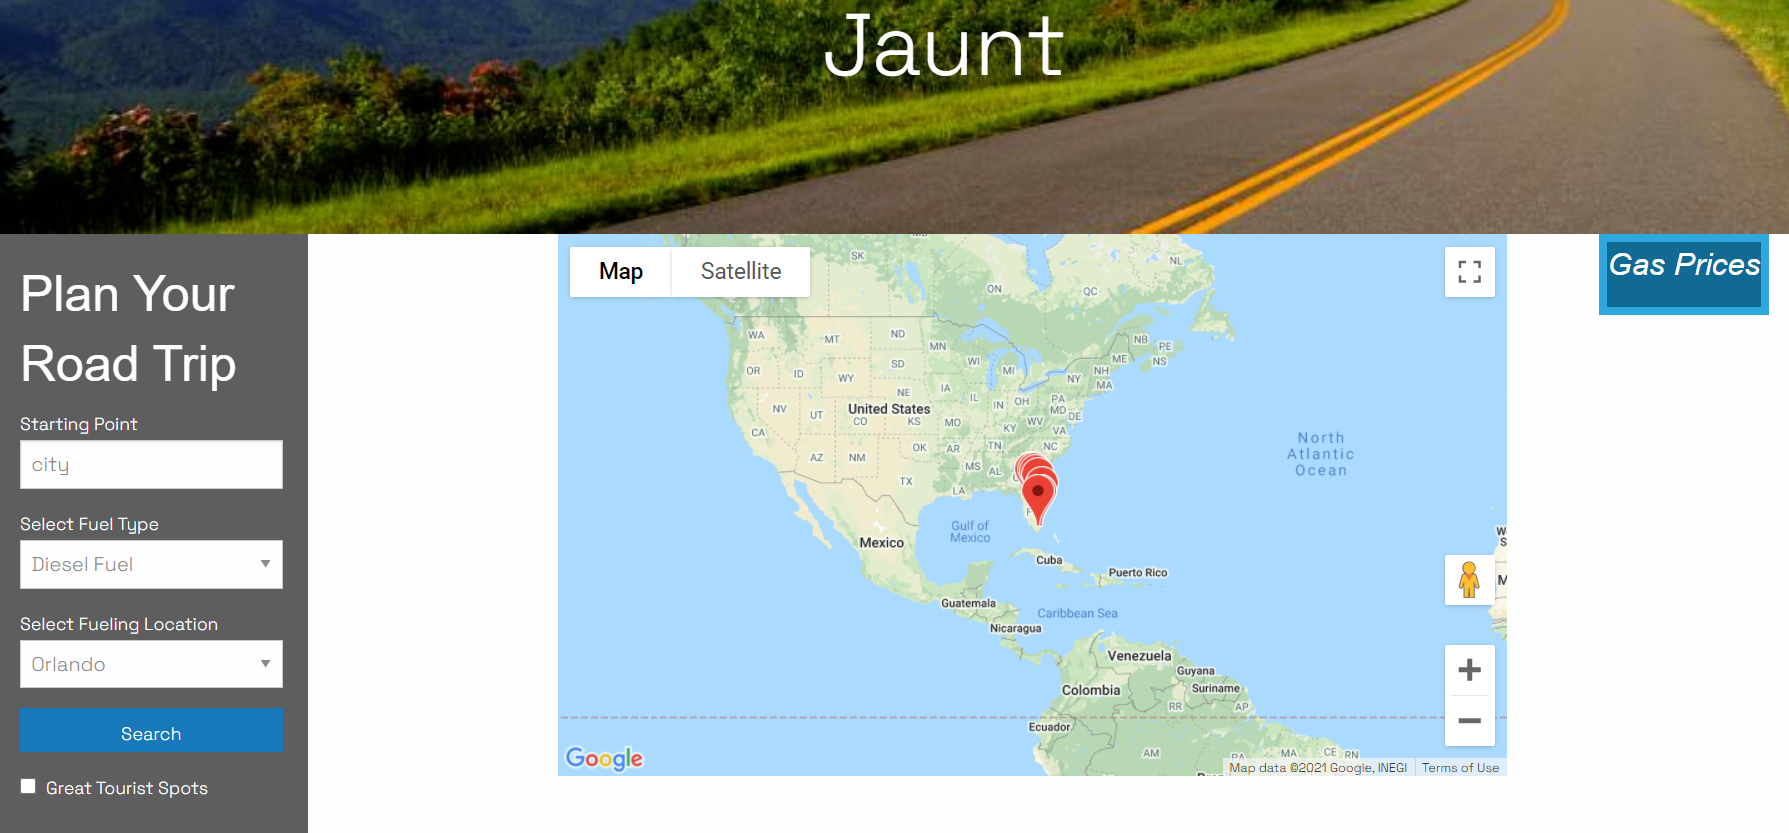 Jaunt
Plan Your
Road Trip
Starting Point
city
Select Fuel Type
Diesel Fuel
Select Fueling Location
Orlando
Search
Great Tourist Spots
Map
Satellite
SK
NL
ON
QC
WA
MT
ND
MN
NB
PE
NS
ME
OR
ID
WY
SD
WI
MI
NH
NY
MA
NE
IA
IL
IN
OH
PA
MD
DE
NV
UT
United States
CO
KS
MO
KY
WV
VA
CA
AZ
NM
OK
AR
TN
NC
MS
AL
TX
LA
North
Atlantic
Ocean
Gulf of
Mexico
Mexico
Cuba
Puerto Rico
Guatemala
Caribbean Sea
Nicaragua
Venezuela
Guyana
Colombia
Suriname
RR
AP
Ecuador
AM
PA
MA
CE
RN
Google
Map data ©2021 Google, INEGI
Terms of Use
Gas Prices